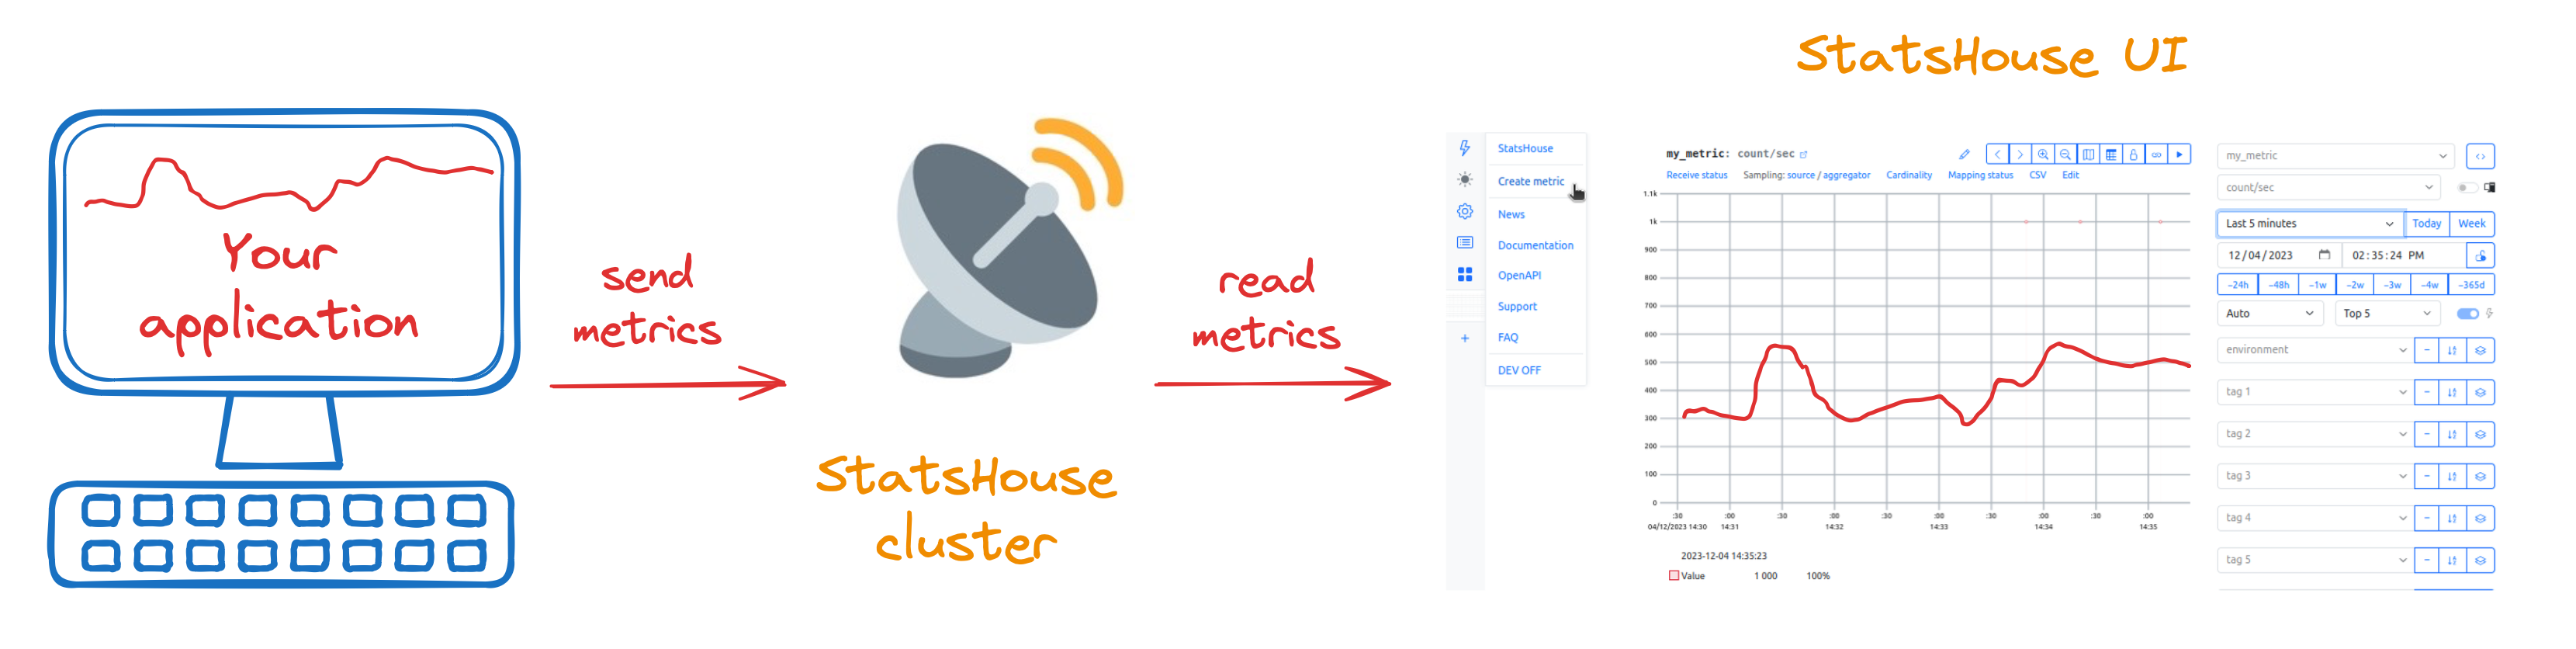 StatsHouse UI
Your
application
send
metrics
StatsHouse
cluster
read
metrics
StatsHouse
Create metric
News
Documentation
OpenAPI
Support
FAQ
DEV OFF
my_metric: count/sec
Receive status Sampling: source / aggregator Cardinality Mapping status CSV Edit
1.1k
1k
900
800
700
600
500
400
300
200
100
0
:30 :00 :30 :00 :30 :00 :30 :00 :30 :00
04/12/2023 14:30 14:31 14:32 14:33 14:34 14:35
2023-12-04 14:35:23
Value 1 000 100%
my_metric
count/sec
Last 5 minutes Today Week
12/04/2023 02:35:24 PM
-24h -48h -1w -2w -3w -4w -365d
Auto Top 5
environment
tag 1
tag 2
tag 3
tag 4
tag 5